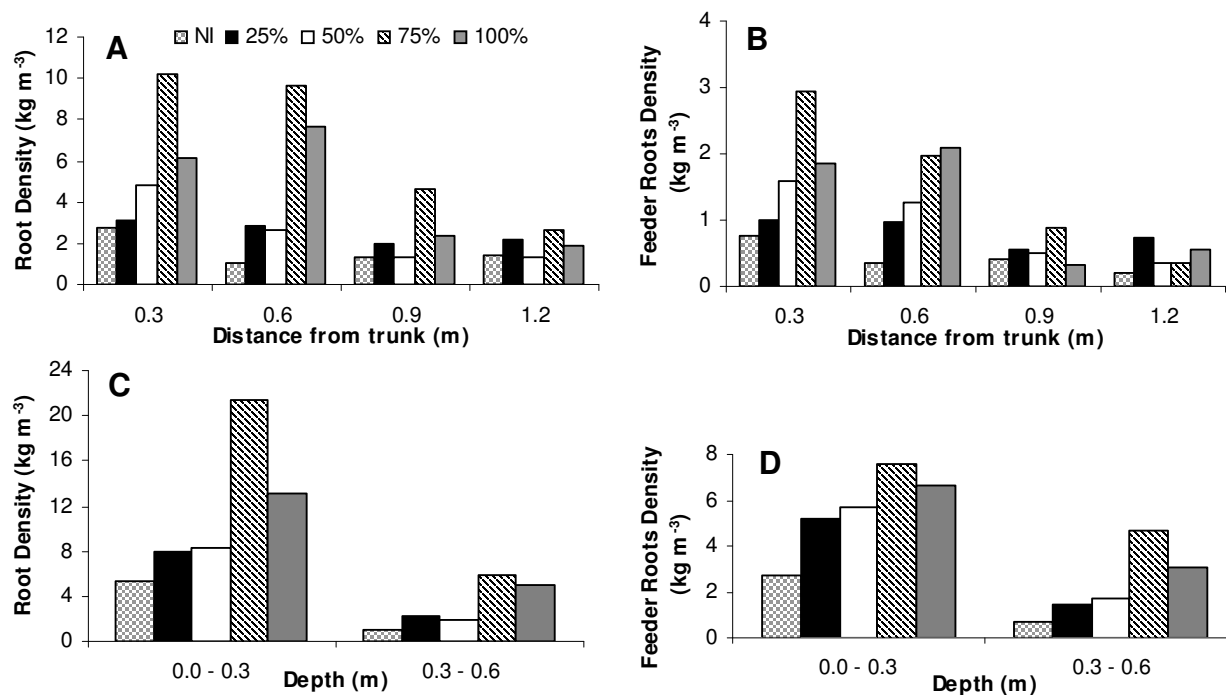 A
NI 25% 50% 75% 100%
Root Density (kg m⁻³)
12
10
8
6
4
2
0
0.3 0.6 0.9 1.2
Distance from trunk (m)
B
Feeder Roots Density
(kg m⁻³)
4
3
2
1
0
0.3 0.6 0.9 1.2
Distance from trunk (m)
C
Root Density (kg m⁻³)
24
20
16
12
8
4
0
0.0 - 0.3 0.3 - 0.6
Depth (m)
D
Feeder Roots Density
(kg m⁻³)
8
6
4
2
0
0.0 - 0.3 0.3 - 0.6
Depth (m)